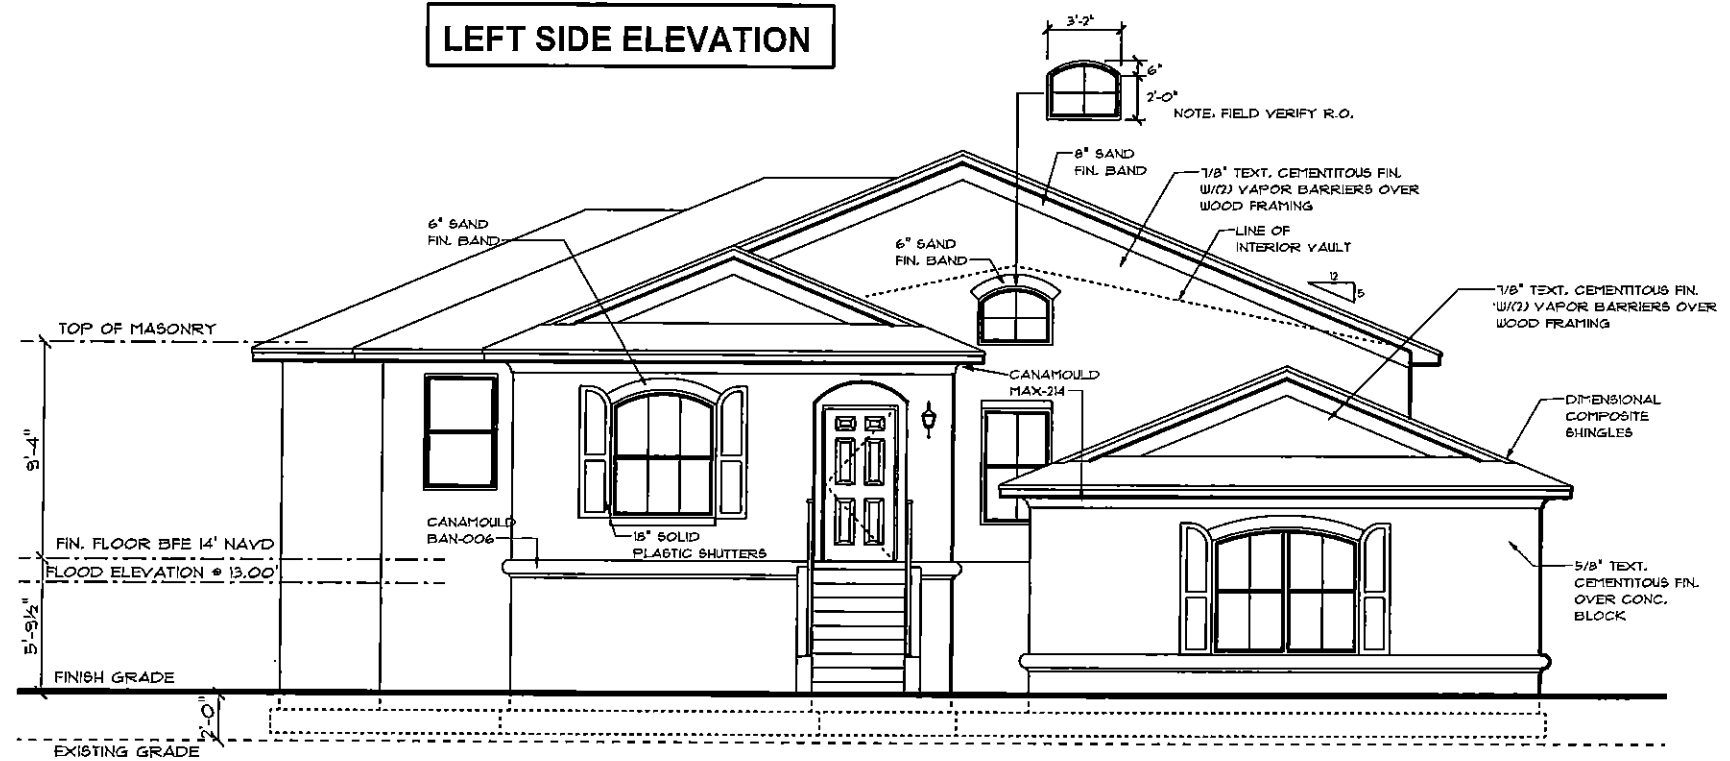 LEFT SIDE ELEVATION
3'-2"
6"
2'-0"
NOTE: FIELD VERIFY R.O.
8" SAND
FIN. BAND
7/8" TEXT. CEMENTITOUS FIN.
W/(2) VAPOR BARRIERS OVER
WOOD FRAMING
6" SAND
FIN. BAND
6" SAND
FIN. BAND
LINE OF
INTERIOR VAULT
12
5
7/8" TEXT. CEMENTITOUS FIN.
W/(2) VAPOR BARRIERS OVER
WOOD FRAMING
TOP OF MASONRY
CANAMOULD
MAX-214
DIMENSIONAL
COMPOSITE
SHINGLES
9'-4"
CANAMOULD
BAN-006
18" SOLID
PLASTIC SHUTTERS
FIN. FLOOR BFE 14' NAVD
FLOOD ELEVATION @ 13.00'
5/8" TEXT.
CEMENTITOUS FIN.
OVER CONC.
BLOCK
5'-9½"
FINISH GRADE
2'-0"
EXISTING GRADE